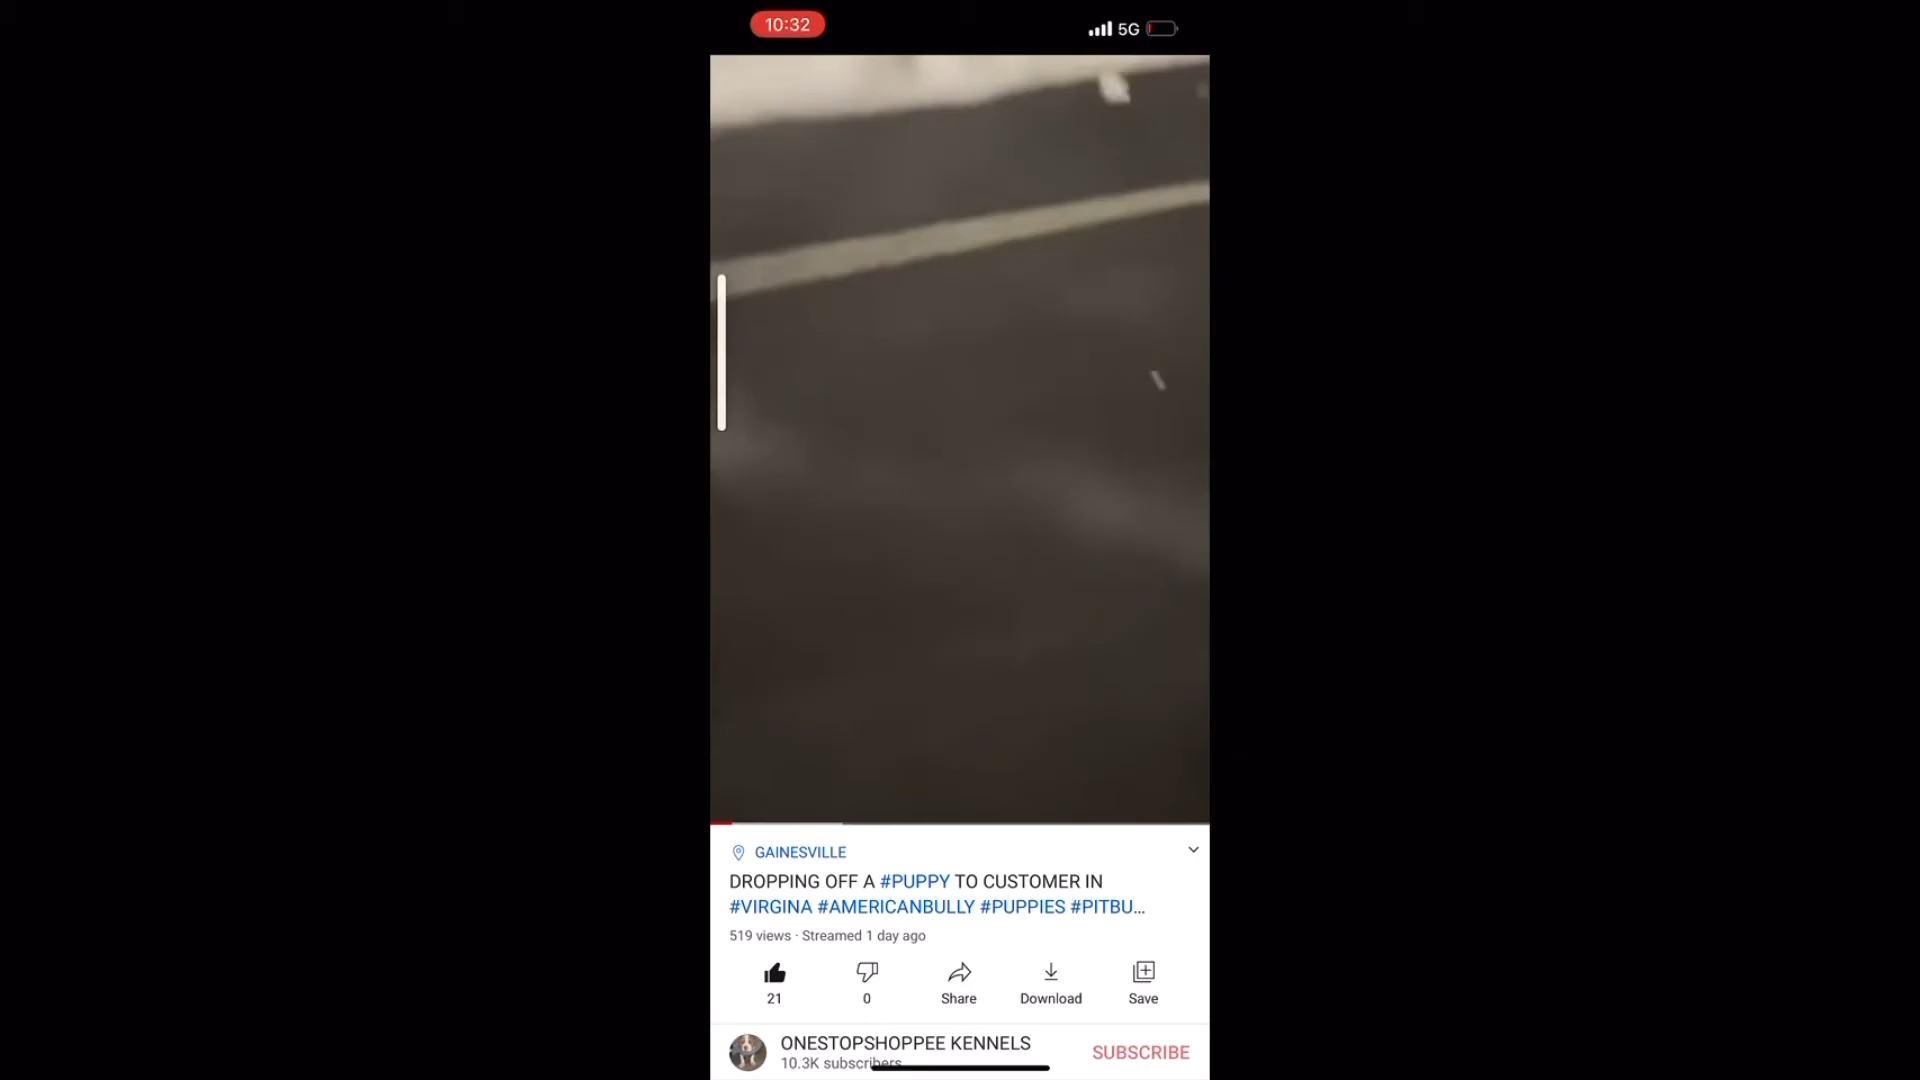 10:32
5G
GAINESVILLE
DROPPING OFF A #PUPPY TO CUSTOMER IN
#VIRGINA #AMERICANBULLY #PUPPIES #PITBU...
519 views · Streamed 1 day ago
21
0
Share
Download
Save
ONESTOPSHOPPEE KENNELS
SUBSCRIBE
10.3K subscribers